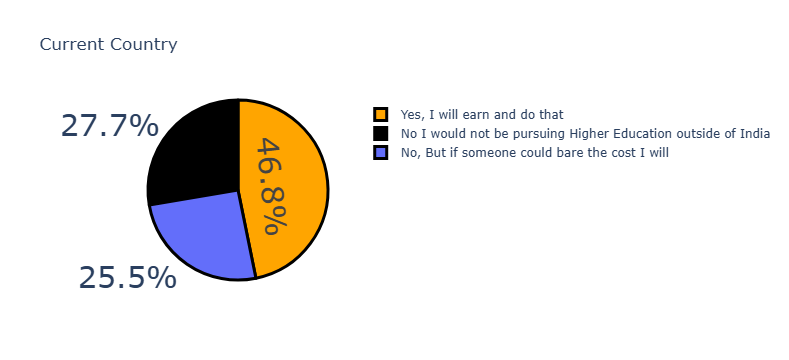 Current Country
27.7%
46.8%
25.5%
Yes, I will earn and do that
No I would not be pursuing Higher Education outside of India
No, But if someone could bare the cost I will